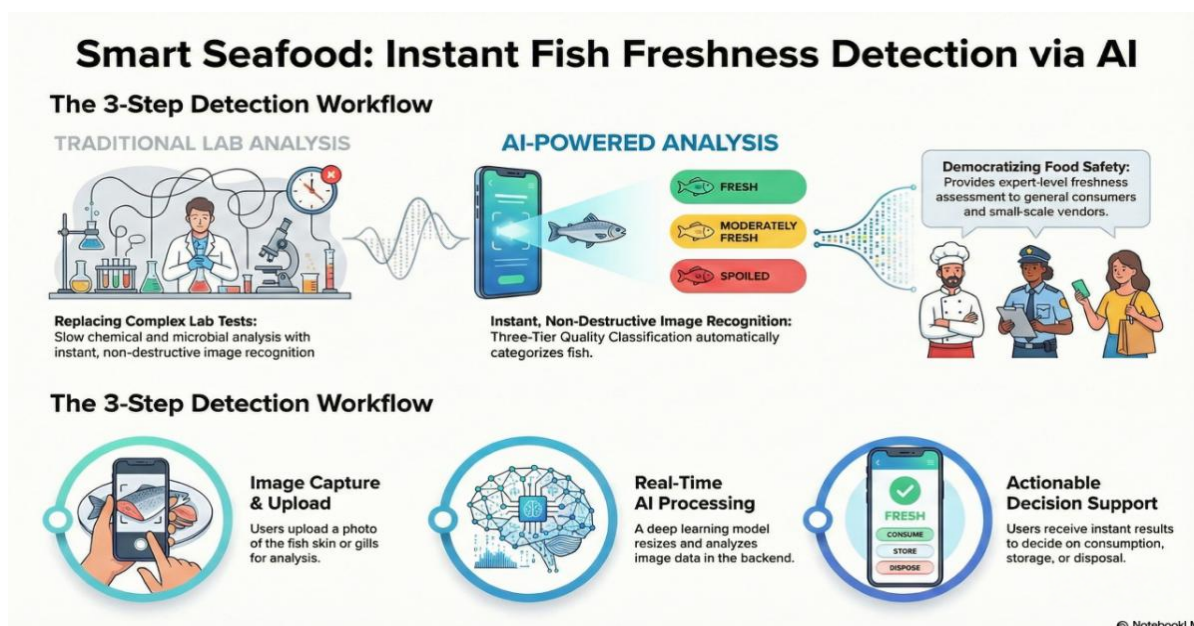 Smart Seafood: Instant Fish Freshness Detection via AI
The 3-Step Detection Workflow
TRADITIONAL LAB ANALYSIS
Replacing Complex Lab Tests:
Slow chemical and microbial analysis with
instant, non-destructive image recognition
AI-POWERED ANALYSIS
FRESH
MODERATELY
FRESH
SPOILED
Instant, Non-Destructive Image Recognition:
Three-Tier Quality Classification automatically
categorizes fish.
Democratizing Food Safety:
Provides expert-level freshness
assessment to general consumers
and small-scale vendors.
The 3-Step Detection Workflow
Image Capture
& Upload
Users upload a photo
of the fish skin or gills
for analysis.
Real-Time
AI Processing
A deep learning model
resizes and analyzes
image data in the backend.
FRESH
CONSUME
STORE
DISPOSE
Actionable
Decision Support
Users receive instant results
to decide on consumption,
storage, or disposal.